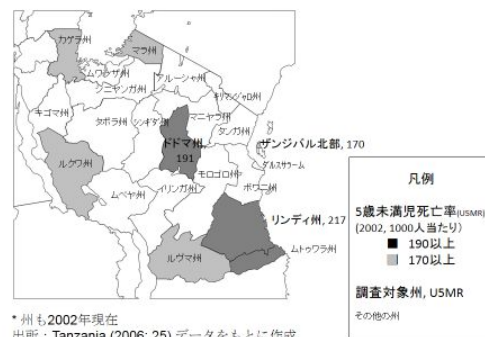 カゲラ州
マラ州
ムワンザ州
アルーシャ州
シニヤンガ州
キリマンジャロ州
キゴマ州
マニヤラ州
タボラ州
シンギダ州
タンガ州
ドドマ州,
191
ザンジバル北部, 170
ダルスサラーム
ルクワ州
モロゴロ州
イリンガ州
ムベヤ州
ポワニ州
リンディ州, 217
ムトゥワラ州
ルヴマ州
凡例
5歳未満児死亡率(U5MR)
(2002, 1000人当たり)
190以上
170以上
調査対象州, U5MR
その他の州
* 州も2002年現在
出所：Tanzania (2006: 25) データをもとに作成